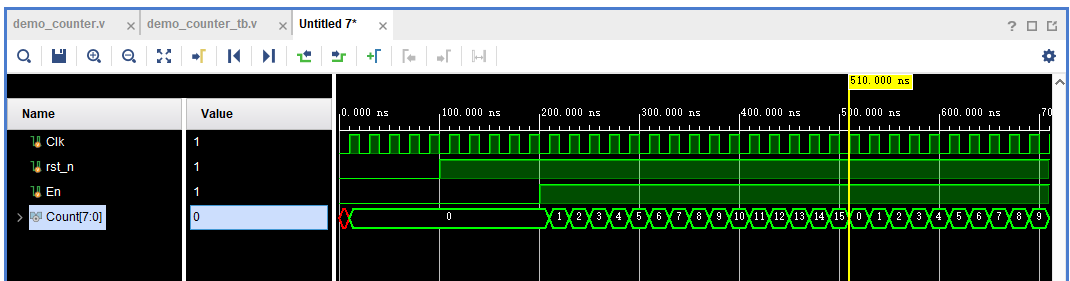 demo_counter.v × demo_counter_tb.v × Untitled 7* ×
?
510.000 ns
Name Value
0.000 ns 100.000 ns 200.000 ns 300.000 ns 400.000 ns 500.000 ns 600.000 ns 70
Clk 1
rst_n 1
En 1
Count[7:0] 0 0 1 2 3 4 5 6 7 8 9 10 11 12 13 14 15 0 1 2 3 4 5 6 7 8 9